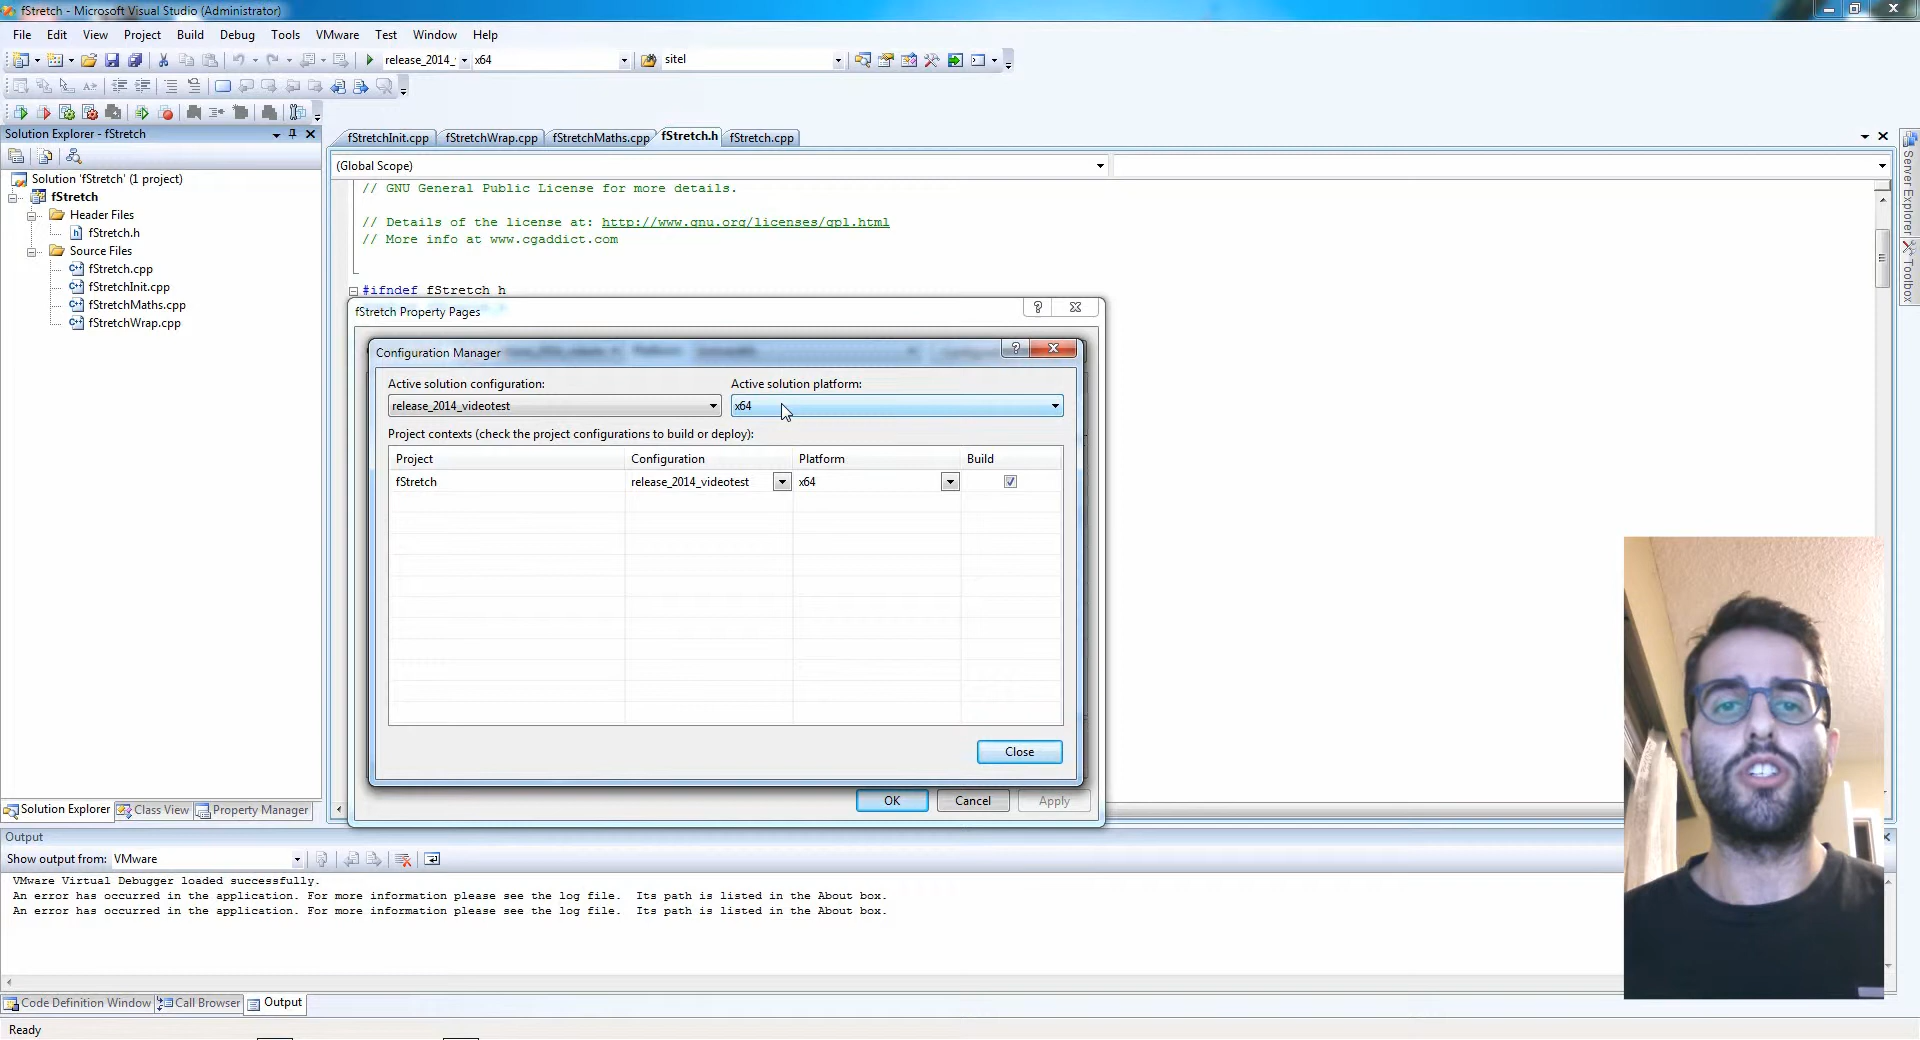 fStretch - Microsoft Visual Studio (Administrator)
File Edit View Project Build Debug Tools VMware Test Window Help
release_2014_ x64 sitel
Solution Explorer - fStretch
fStretchInit.cpp fStretchWrap.cpp fStretchMaths.cpp fStretch.h fStretch.cpp
(Global Scope)
Solution 'fStretch' (1 project)
fStretch
Header Files
fStretch.h
Source Files
fStretch.cpp
fStretchInit.cpp
fStretchMaths.cpp
fStretchWrap.cpp
// GNU General Public License for more details.
// Details of the license at: http://www.gnu.org/licenses/gpl.html
// More info at www.cgaddict.com
#ifndef fStretch_h
fStretch Property Pages
Configuration Manager
Active solution configuration: Active solution platform:
release_2014_videotest x64
Project contexts (check the project configurations to build or deploy):
Project Configuration Platform Build
fStretch release_2014_videotest x64
Close
OK Cancel Apply
Server Explorer
Toolbox
Solution Explorer Class View Property Manager
Output
Show output from: VMware
VMware Virtual Debugger loaded successfully.
An error has occurred in the application. For more information please see the log file. Its path is listed in the About box.
An error has occurred in the application. For more information please see the log file. Its path is listed in the About box.
Code Definition Window Call Browser Output
Ready